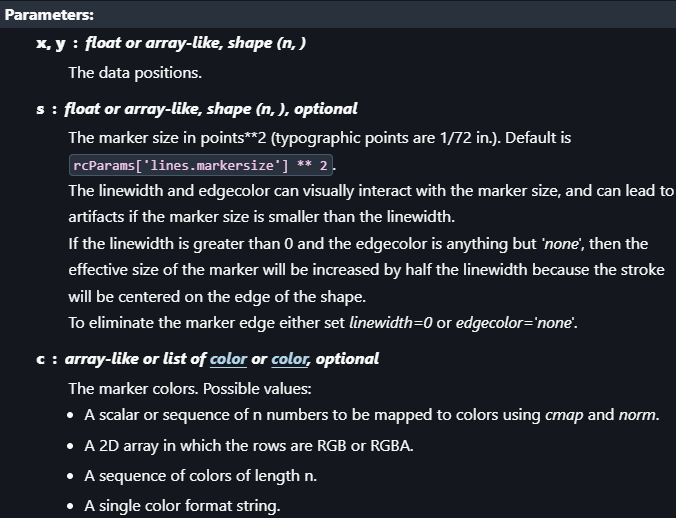 Parameters:
x, y : float or array-like, shape (n, )
The data positions.
s : float or array-like, shape (n, ), optional
The marker size in points**2 (typographic points are 1/72 in.). Default is
rcParams['lines.markersize'] ** 2.
The linewidth and edgecolor can visually interact with the marker size, and can lead to
artifacts if the marker size is smaller than the linewidth.
If the linewidth is greater than 0 and the edgecolor is anything but 'none', then the
effective size of the marker will be increased by half the linewidth because the stroke
will be centered on the edge of the shape.
To eliminate the marker edge either set linewidth=0 or edgecolor='none'.
c : array-like or list of color or color, optional
The marker colors. Possible values:
• A scalar or sequence of n numbers to be mapped to colors using cmap and norm.
• A 2D array in which the rows are RGB or RGBA.
• A sequence of colors of length n.
• A single color format string.